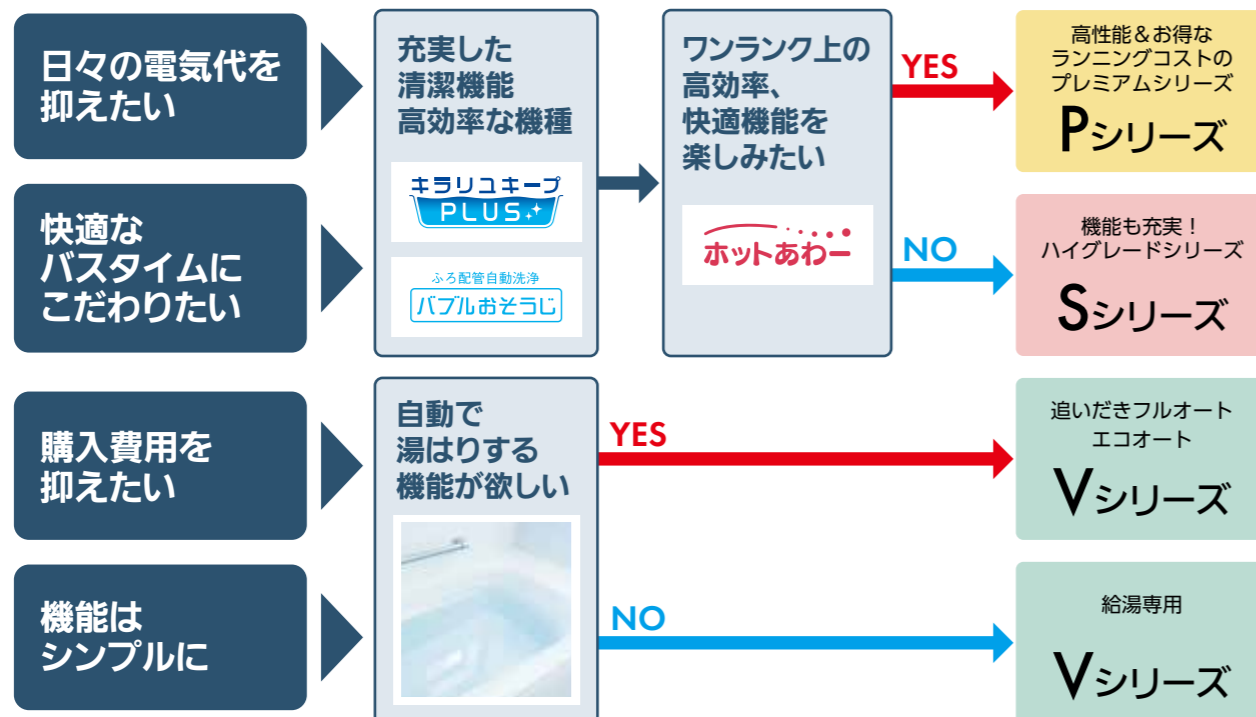 日々の電気代を
抑えたい
快適な
バスタイムに
こだわりたい
充実した
清潔機能
高効率な機種
キラリユキープ
PLUS
ふろ配管自動洗浄
バブルおそうじ
ワンランク上の
高効率、
快適機能を
楽しみたい
ホットあわー
YES
高性能&お得な
ランニングコストの
プレミアムシリーズ
Pシリーズ
NO
機能も充実!
ハイグレードシリーズ
Sシリーズ
購入費用を
抑えたい
機能は
シンプルに
自動で
湯はりする
機能が欲しい
YES
追いだきフルオート
エコオート
Vシリーズ
NO
給湯専用
Vシリーズ